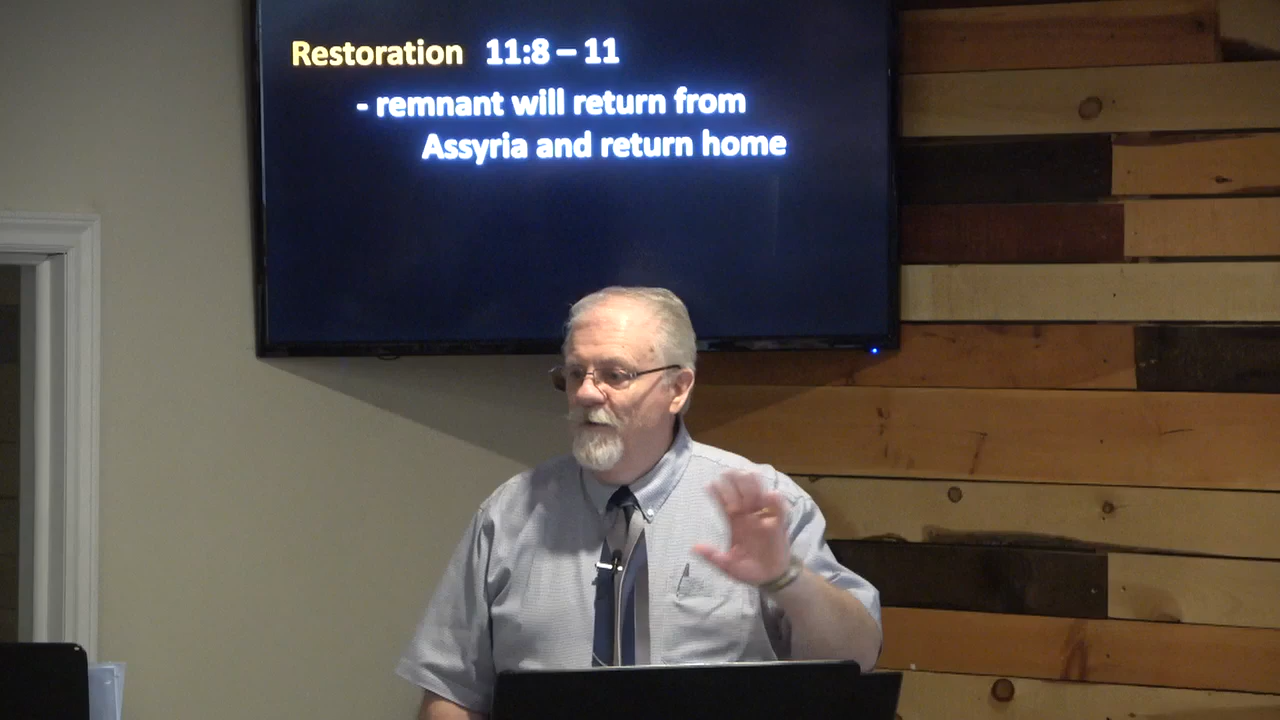 Restoration 11:8 – 11
- remnant will return from
Assyria and return home